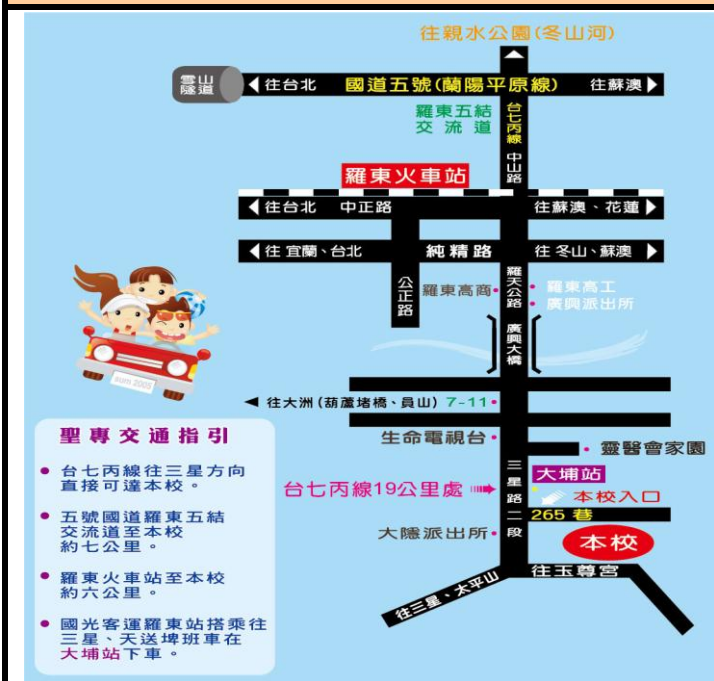 往親水公園(冬山河)
雪山
隧道
往台北 國道五號(蘭陽平原線) 往蘇澳
羅東五結
交流道
台七丙線
中山路
羅東火車站
往台北 中正路 往蘇澳、花蓮
往 宜蘭、台北 純精路 往 冬山、蘇澳
公正路
羅東高商
羅天公路
羅東高工
廣興派出所
廣興大橋
往大洲(葫蘆堵橋、員山) 7-11
生命電視台
靈醫會家園
三星路二段
大埔站
台七丙線19公里處
本校入口
265 巷
大隱派出所
本校
往玉尊宮
往三星、太平山
sum 2005
聖專交通指引
台七丙線往三星方向
直接可達本校。
五號國道羅東五結
交流道至本校
約七公里。
羅東火車站至本校
約六公里。
國光客運羅東站搭乘往
三星、天送埤班車在
大埔站下車。